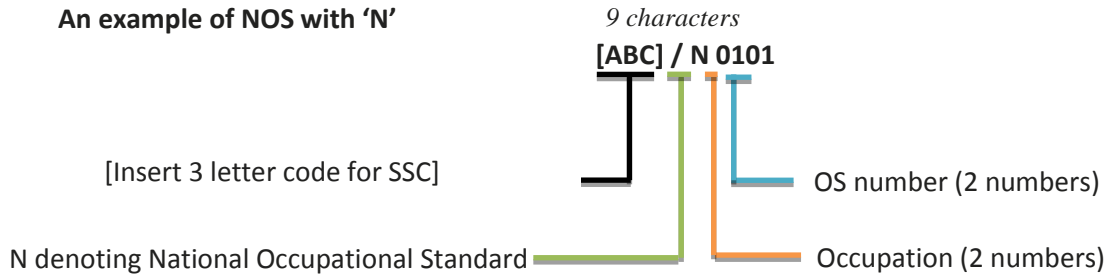 An example of NOS with ‘N’
9 characters
[ABC] / N 0101
[Insert 3 letter code for SSC]
OS number (2 numbers)
N denoting National Occupational Standard
Occupation (2 numbers)